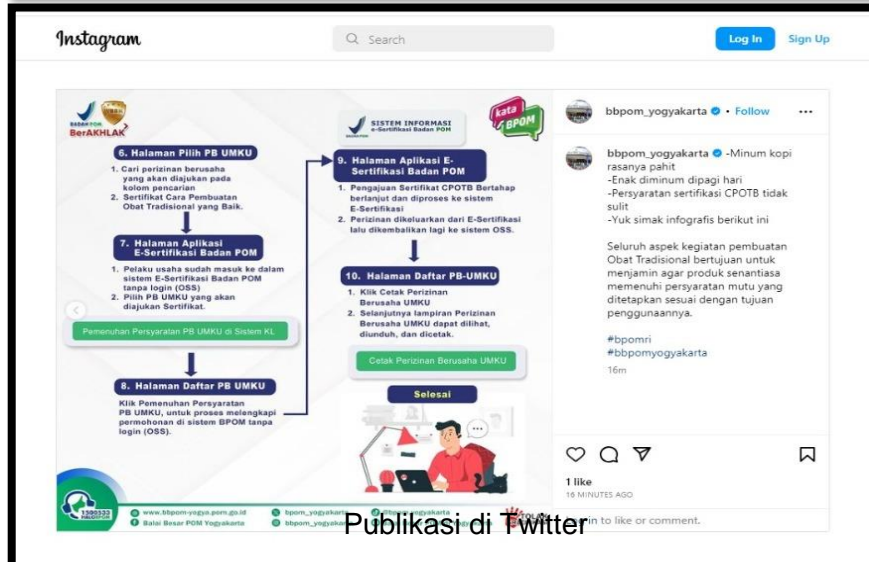 Instagram
Search
Log In
Sign Up
BADAN POM
BerAKHLAK
6. Halaman Pilih PB UMKU
1. Cari perizinan berusaha
yang akan diajukan pada
kolom pencarian
2. Sertifikat Cara Pembuatan
Obat Tradisional yang Baik.
7. Halaman Aplikasi
E-Sertifikasi Badan POM
1. Pelaku usaha sudah masuk ke dalam
sistem E-Sertifikasi Badan POM
tanpa login (OSS)
2. Pilih PB UMKU yang akan
diajukan Sertifikat.
Pemenuhan Persyaratan PB UMKU di Sistem KL
8. Halaman Daftar PB UMKU
Klik Pemenuhan Persyaratan
PB UMKU, untuk proses melengkapi
permohonan di sistem BPOM tanpa
login (OSS).
SISTEM INFORMASI
e-Sertifikasi Badan POM
kata
BPOM
9. Halaman Aplikasi E-
Sertifikasi Badan POM
1. Pengajuan Sertifikat CPOTB Bertahap
berlanjut dan diproses ke sistem
E-Sertifikasi
2. Perizinan dikeluarkan dari E-Sertifikasi
lalu dikembalikan lagi ke sistem OSS.
10. Halaman Daftar PB-UMKU
1. Klik Cetak Perizinan
Berusaha UMKU
2. Selanjutnya lampiran Perizinan
Berusaha UMKU dapat dilihat,
diunduh, dan dicetak.
Cetak Perizinan Berusaha UMKU
Selesai
1500533
www.bbpom-yogya.pom.go.id
Balai Besar POM Yogyakarta
bpom_yogyakarta
bbpom_yogyakarta
bbpom_yogyakarta • Follow
bbpom_yogyakarta -Minum kopi
rasanya pahit
-Enak diminum dipagi hari
-Persyaratan sertifikasi CPOTB tidak
sulit
-Yuk simak infografis berikut ini
Seluruh aspek kegiatan pembuatan
Obat Tradisional bertujuan untuk
menjamin agar produk senantiasa
memenuhi persyaratan mutu yang
ditetapkan sesuai dengan tujuan
penggunaannya.
#bpomri
#bbpomyogyakarta
16m
1 like
16 MINUTES AGO
in to like or comment.
Publikasi di Twitter